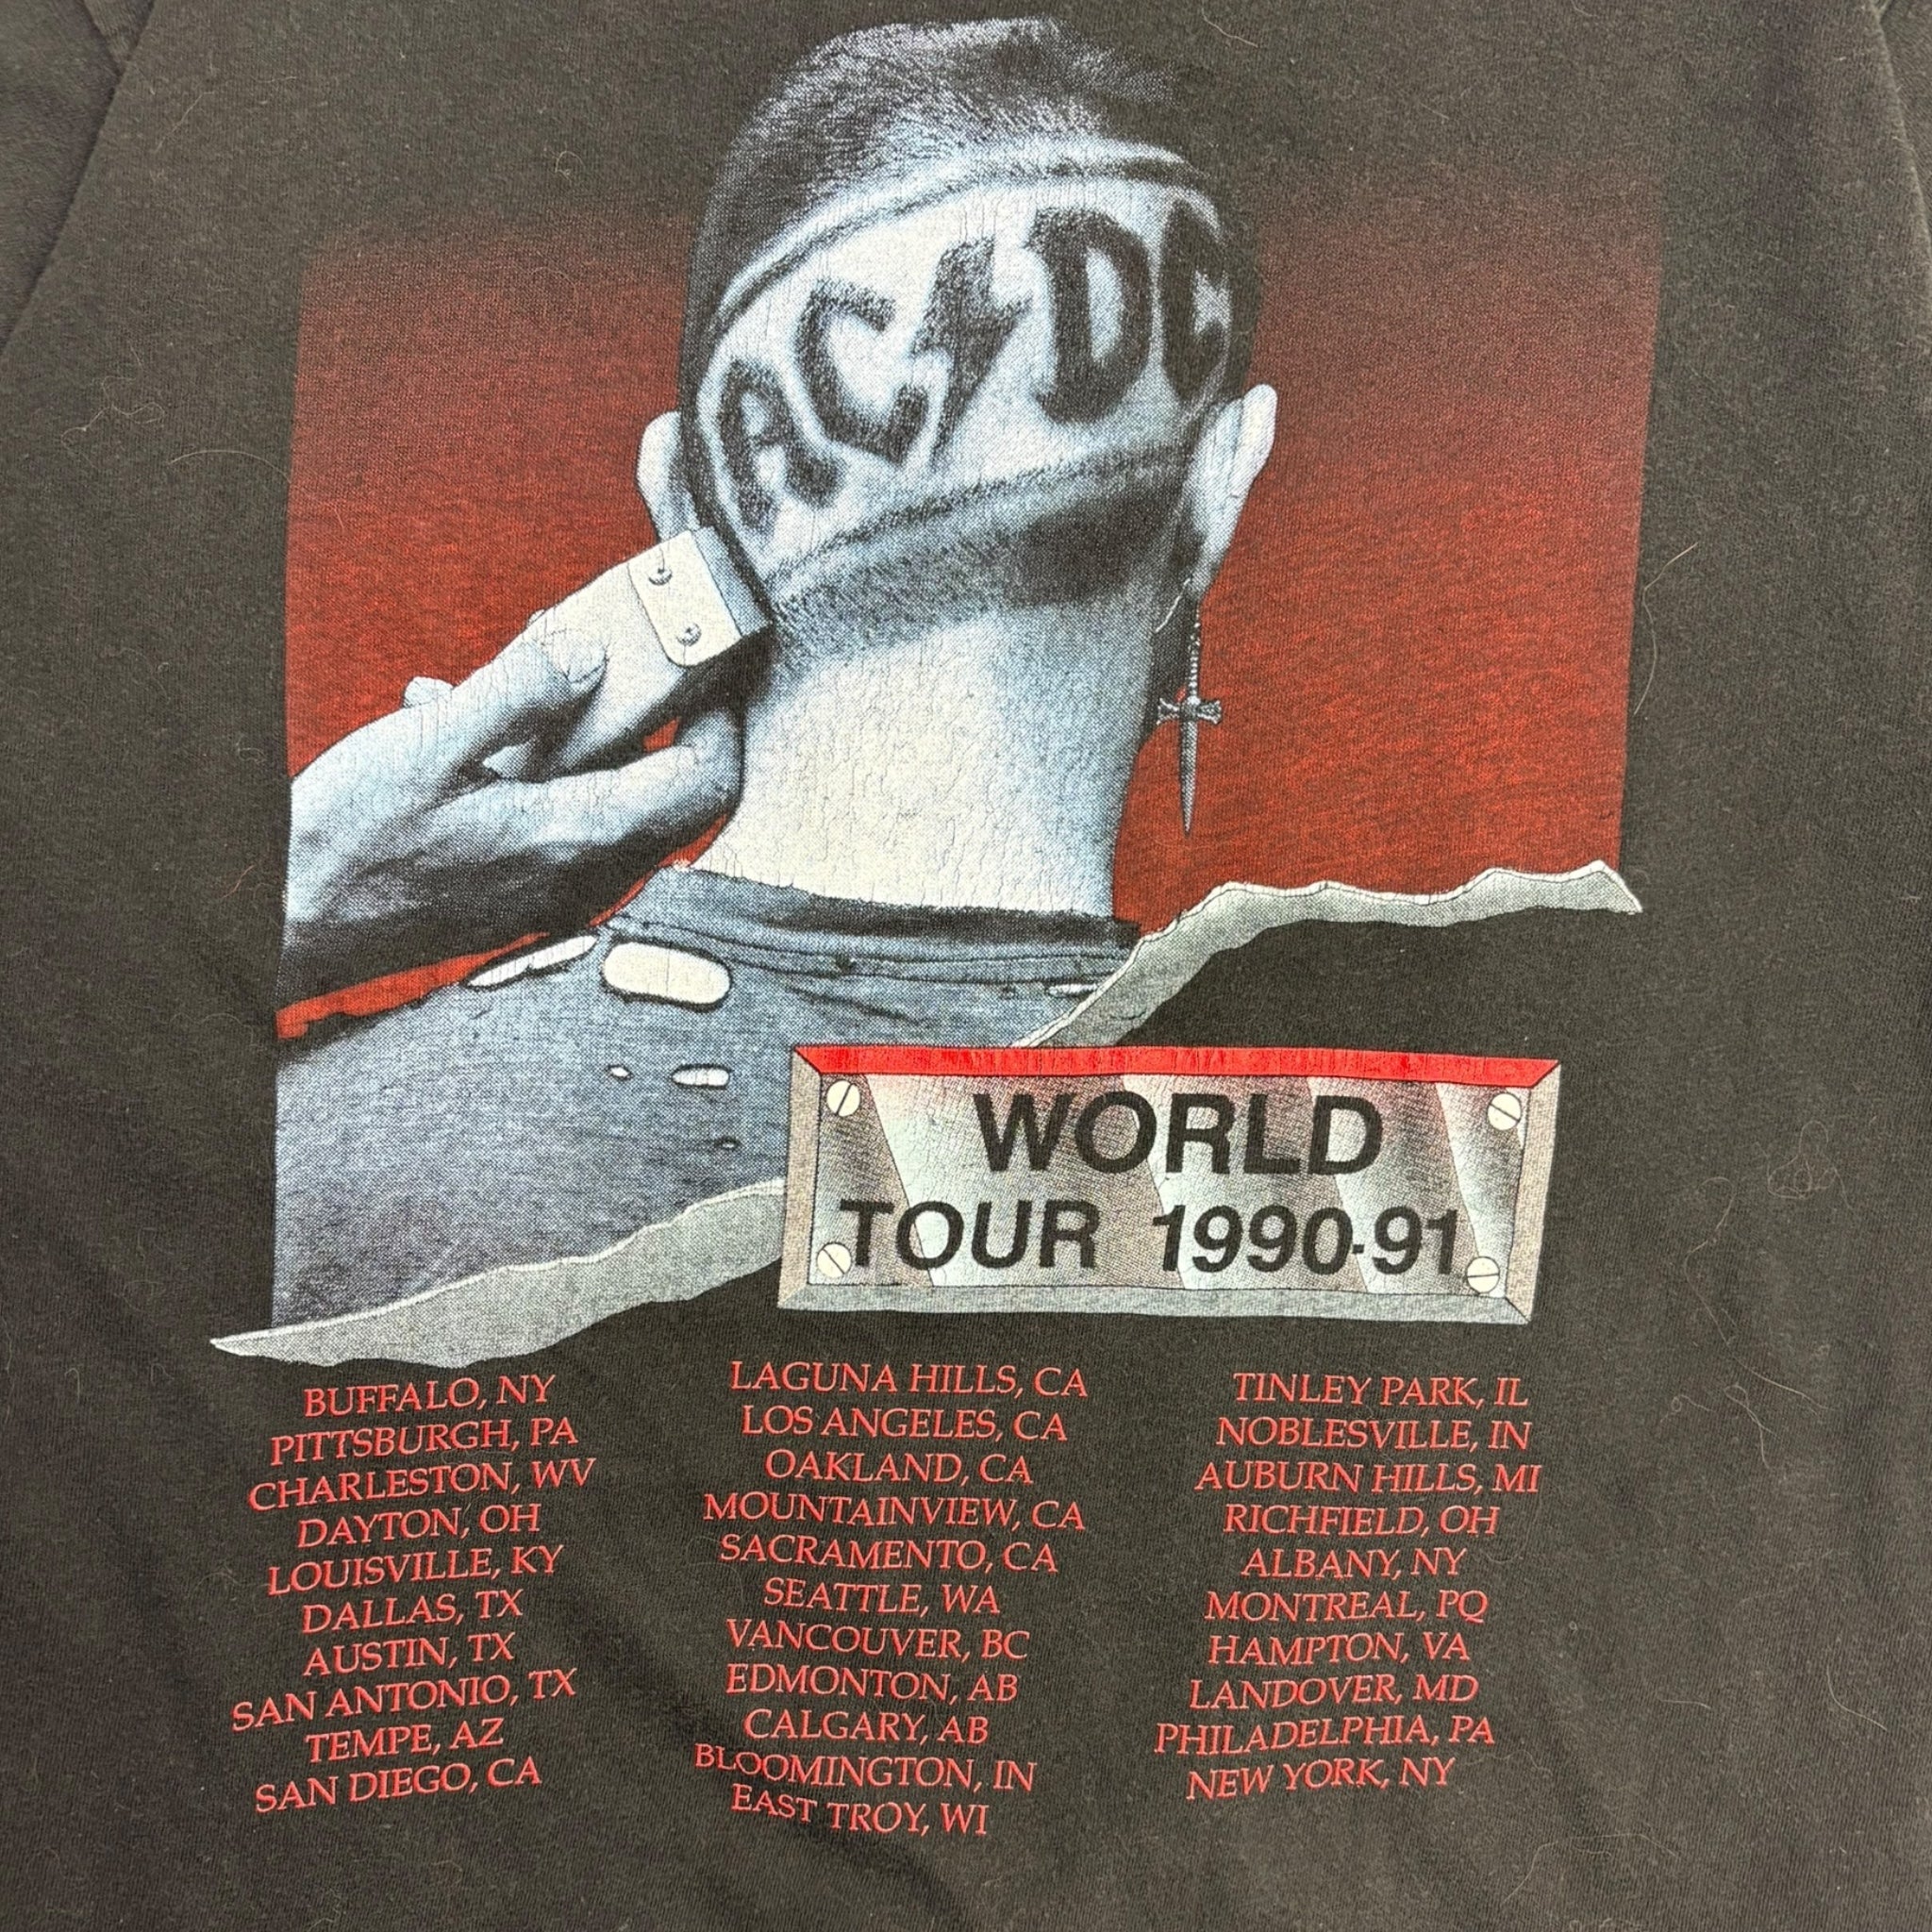 AC⚡DC
WORLD
TOUR 1990-91
BUFFALO, NY
PITTSBURGH, PA
CHARLESTON, WV
DAYTON, OH
LOUISVILLE, KY
DALLAS, TX
AUSTIN, TX
SAN ANTONIO, TX
TEMPE, AZ
SAN DIEGO, CA
LAGUNA HILLS, CA
LOS ANGELES, CA
OAKLAND, CA
MOUNTAINVIEW, CA
SACRAMENTO, CA
SEATTLE, WA
VANCOUVER, BC
EDMONTON, AB
CALGARY, AB
BLOOMINGTON, IN
EAST TROY, WI
TINLEY PARK, IL
NOBLESVILLE, IN
AUBURN HILLS, MI
RICHFIELD, OH
ALBANY, NY
MONTREAL, PQ
HAMPTON, VA
LANDOVER, MD
PHILADELPHIA, PA
NEW YORK, NY